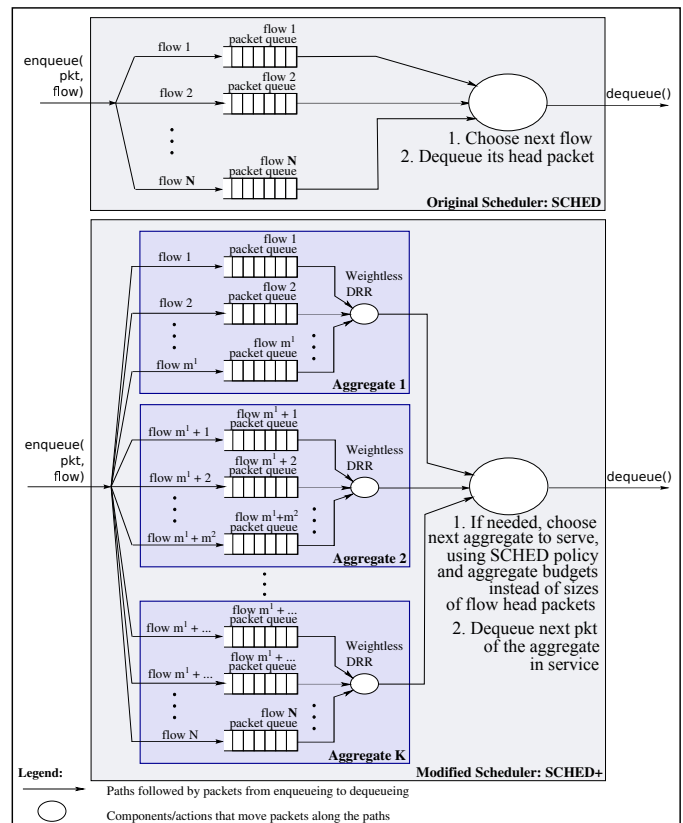 enqueue(
pkt,
flow)
flow 1
flow 1
packet queue
flow 2
flow 2
packet queue
flow N
flow N
packet queue
dequeue()
1. Choose next flow
2. Dequeue its head packet
Original Scheduler: SCHED
enqueue(
pkt,
flow)
flow 1
flow 1
packet queue
flow 2
flow 2
packet queue
flow m¹
flow m¹
packet queue
Weightless
DRR
Aggregate 1
flow m¹ + 1
flow m¹ + 1
packet queue
flow m¹ + 2
flow m¹ + 2
packet queue
flow m¹ + m²
flow m¹+m²
packet queue
Weightless
DRR
Aggregate 2
flow m¹ + ...
flow m¹ + ...
packet queue
flow m¹ + ...
flow m¹ + ...
packet queue
flow N
flow N
packet queue
Weightless
DRR
Aggregate K
dequeue()
1. If needed, choose
next aggregate to serve,
using SCHED policy
and aggregate budgets
instead of sizes
of flow head packets
2. Dequeue next pkt
of the aggregate
in service
Modified Scheduler: SCHED+
Legend:
Paths followed by packets from enqueueing to dequeueing
Components/actions that move packets along the paths